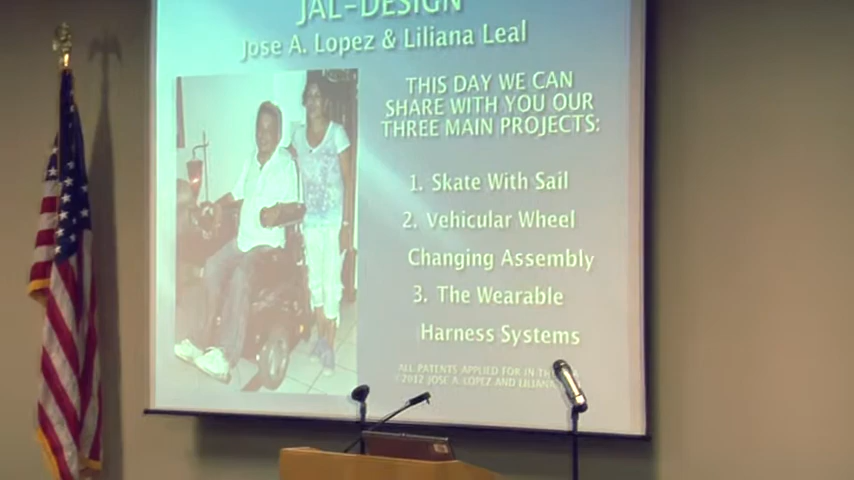 JAL-DESIGN
Jose A. Lopez & Liliana Leal
THIS DAY WE CAN
SHARE WITH YOU OUR
THREE MAIN PROJECTS:
1. Skate With Sail
2. Vehicular Wheel
Changing Assembly
3. The Wearable
Harness Systems
ALL PATENTS APPLIED FOR IN THE
2012 JOSE A. LOPEZ AND LILIANA